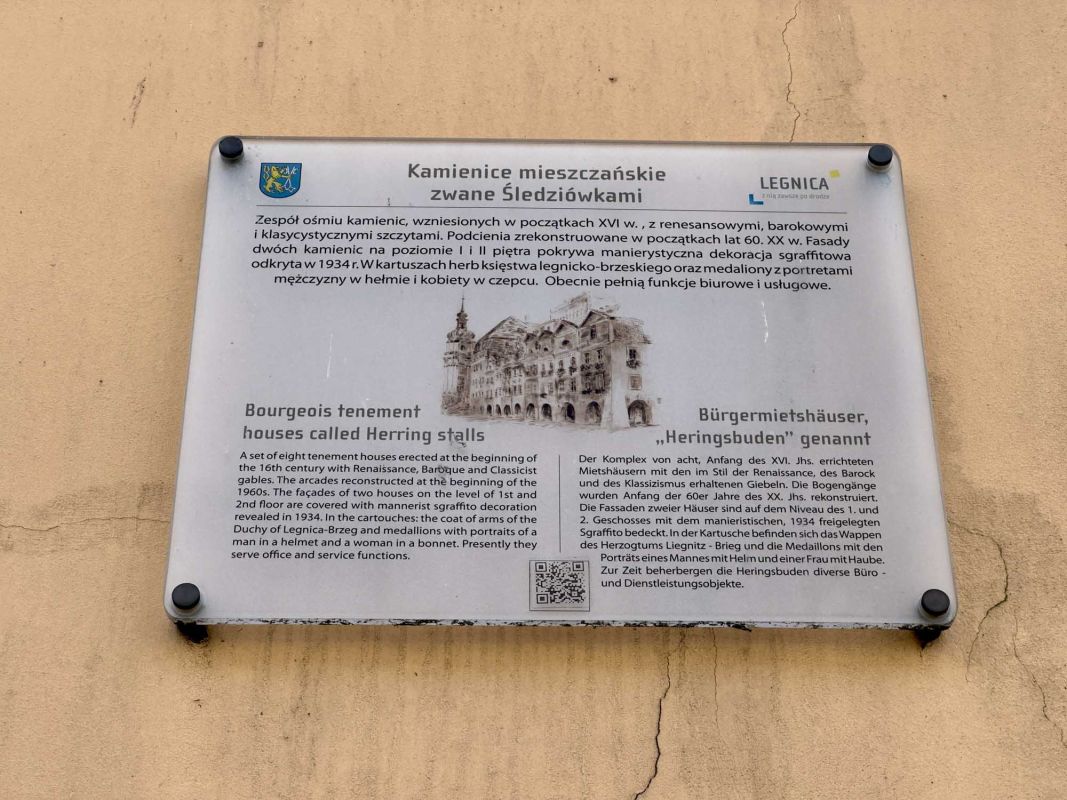 Kamienice mieszczańskie
zwane Śledziówkami
LEGNICA
z nią zawsze po drodze
Zespół ośmiu kamienic, wzniesionych w początkach XVI w. , z renesansowymi, barokowymi
i klasycystycznymi szczytami. Podcienia zrekonstruowane w początkach lat 60. XX w. Fasady
dwóch kamienic na poziomie I i II piętra pokrywa manierystyczna dekoracja sgraffitowa
odkryta w 1934 r. W kartuszach herb księstwa legnicko-brzeskiego oraz medaliony z portretami
mężczyzny w hełmie i kobiety w czepcu. Obecnie pełnią funkcje biurowe i usługowe.
Bourgeois tenement
houses called Herring stalls
A set of eight tenement houses erected at the beginning of
the 16th century with Renaissance, Baroque and Classicist
gables. The arcades reconstructed at the beginning of the
1960s. The façades of two houses on the level of 1st and
2nd floor are covered with mannerist sgraffito decoration
revealed in 1934. In the cartouches: the coat of arms of the
Duchy of Legnica-Brzeg and medallions with portraits of a
man in a helmet and a woman in a bonnet. Presently they
serve office and service functions.
Bürgermietshäuser,
„Heringsbuden” genannt
Der Komplex von acht, Anfang des XVI. Jhs. errichteten
Mietshäusern mit den im Stil der Renaissance, des Barock
und des Klassizismus erhaltenen Giebeln. Die Bogengänge
wurden Anfang der 60er Jahre des XX. Jhs. rekonstruiert.
Die Fassaden zweier Häuser sind auf dem Niveau des 1. und
2. Geschosses mit dem manieristischen, 1934 freigelegten
Sgraffito bedeckt. In der Kartusche befinden sich das Wappen
des Herzogtums Liegnitz - Brieg und die Medaillons mit den
Porträts eines Mannes mit Helm und einer Frau mit Haube.
Zur Zeit beherbergen die Heringsbuden diverse Büro -
und Dienstleistungsobjekte.